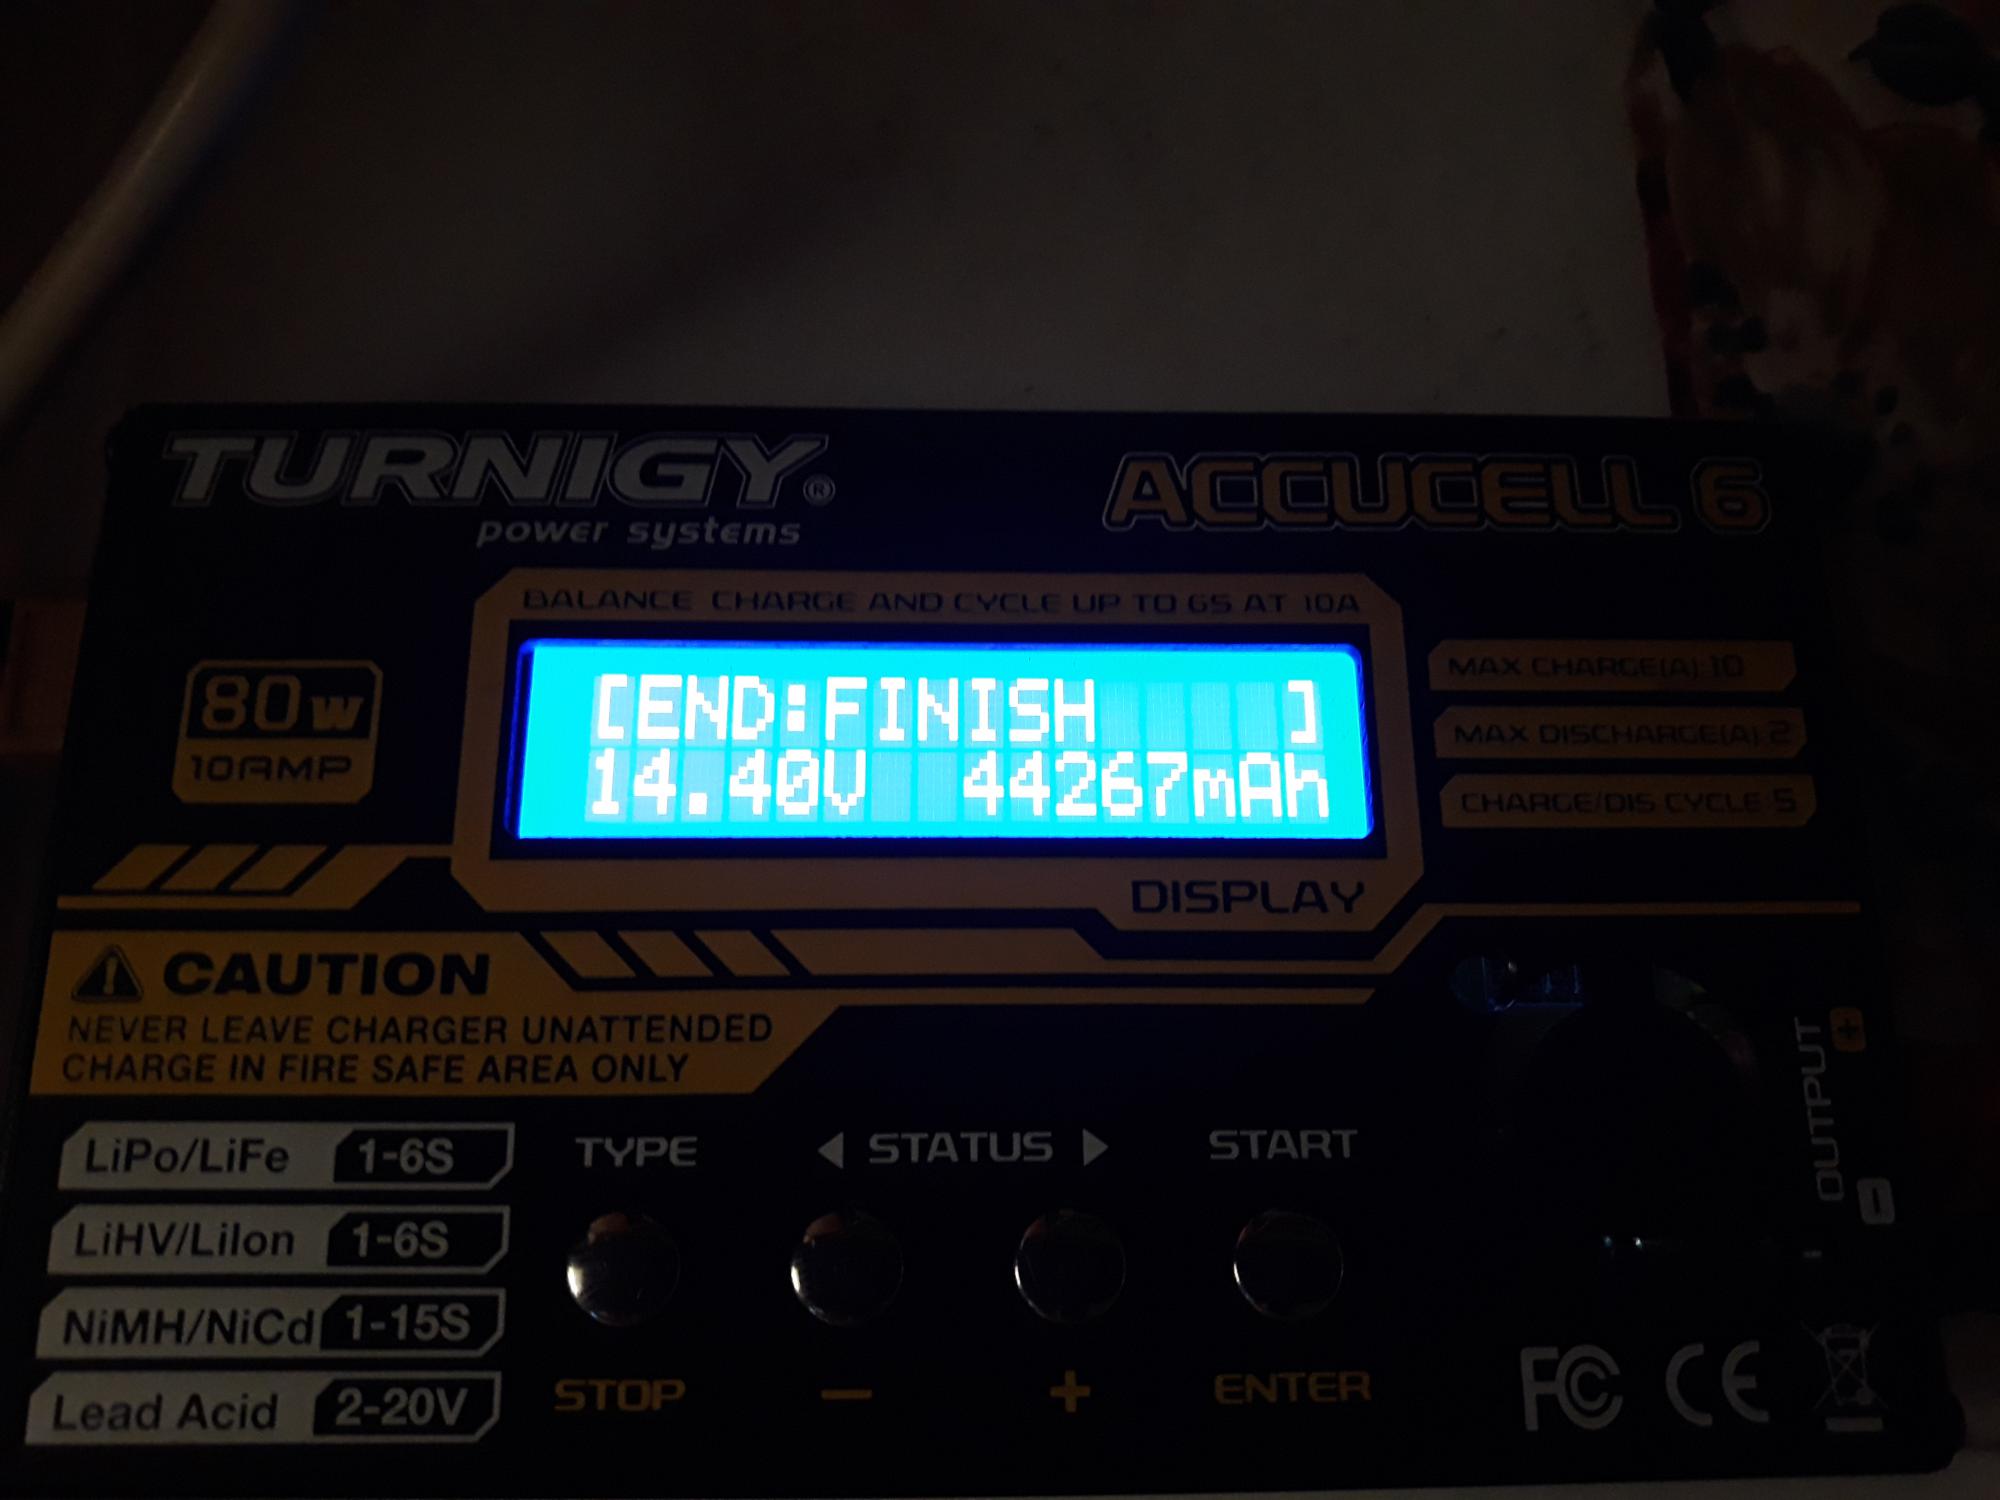 TURNIGY®
power systems
ACCUCELL 6
BALANCE CHARGE AND CYCLE UP TO 6S AT 10A
80W
10AMP
[END:FINISH ]
14.40V 44267mAh
MAX CHARGE(A):10
MAX DISCHARGE(A):2
CHARGE/DIS CYCLE:5
DISPLAY
CAUTION
NEVER LEAVE CHARGER UNATTENDED
CHARGE IN FIRE SAFE AREA ONLY
LiPo/LiFe 1-6S
LiHV/LiIon 1-6S
NiMH/NiCd 1-15S
Lead Acid 2-20V
TYPE
◀ STATUS ▶
START
STOP
−
+
ENTER
+ OUTPUT −
FC CE